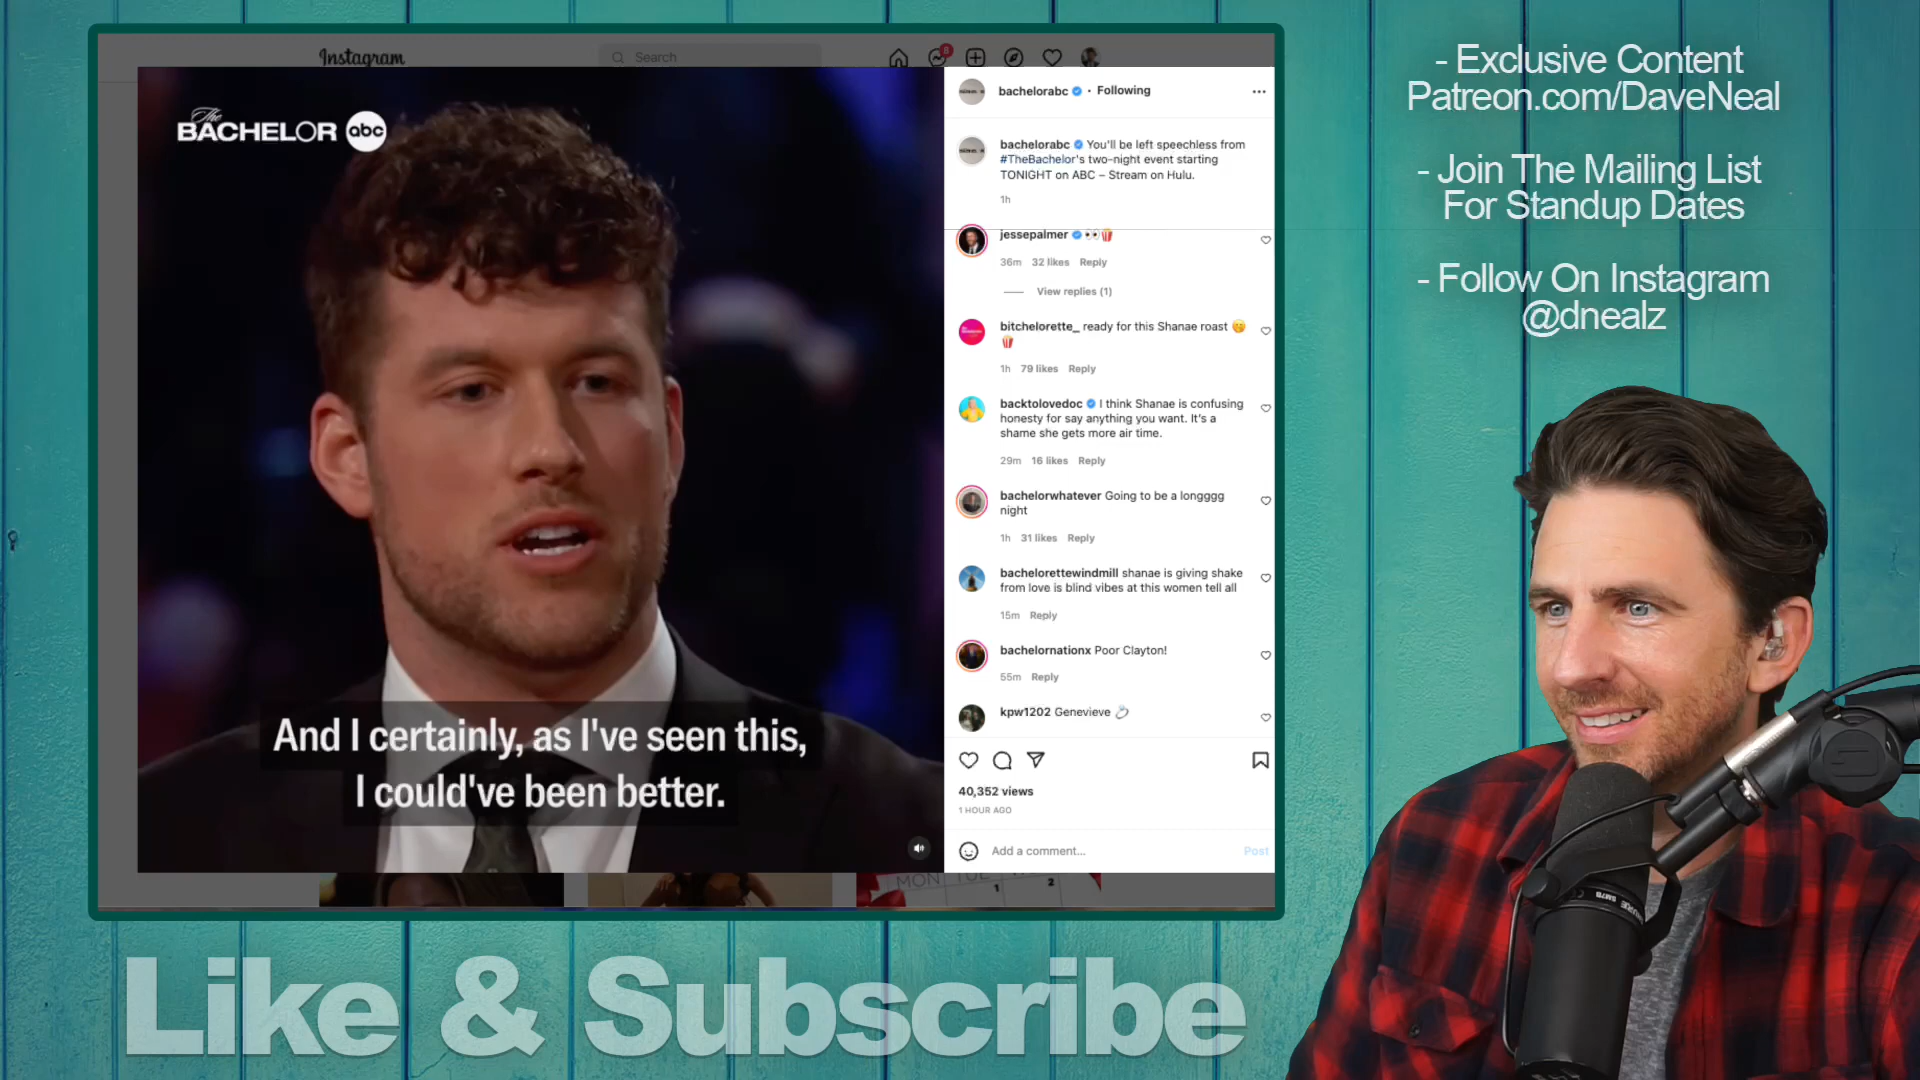 Instagram
Search
8
The
BACHELOR abc
And I certainly, as I've seen this,
I could've been better.
bachelorabc • Following
bachelorabc You'll be left speechless from
#TheBachelor's two-night event starting
TONIGHT on ABC – Stream on Hulu.
1h
jessepalmer 👀🍿
36m 32 likes Reply
View replies (1)
bitchelorette_ ready for this Shanae roast 🤭
🍿
1h 79 likes Reply
backtolovedoc I think Shanae is confusing
honesty for say anything you want. It's a
shame she gets more air time.
29m 16 likes Reply
bachelorwhatever Going to be a longggg
night
1h 31 likes Reply
bachelorettewindmill shanae is giving shake
from love is blind vibes at this women tell all
15m Reply
bachelornationx Poor Clayton!
55m Reply
kpw1202 Genevieve 💍
40,352 views
1 HOUR AGO
Add a comment...
Post
MON TUE
1 2
- Exclusive Content
Patreon.com/DaveNeal
- Join The Mailing List
For Standup Dates
- Follow On Instagram
@dnealz
SHURE SM7B
Like & Subscribe